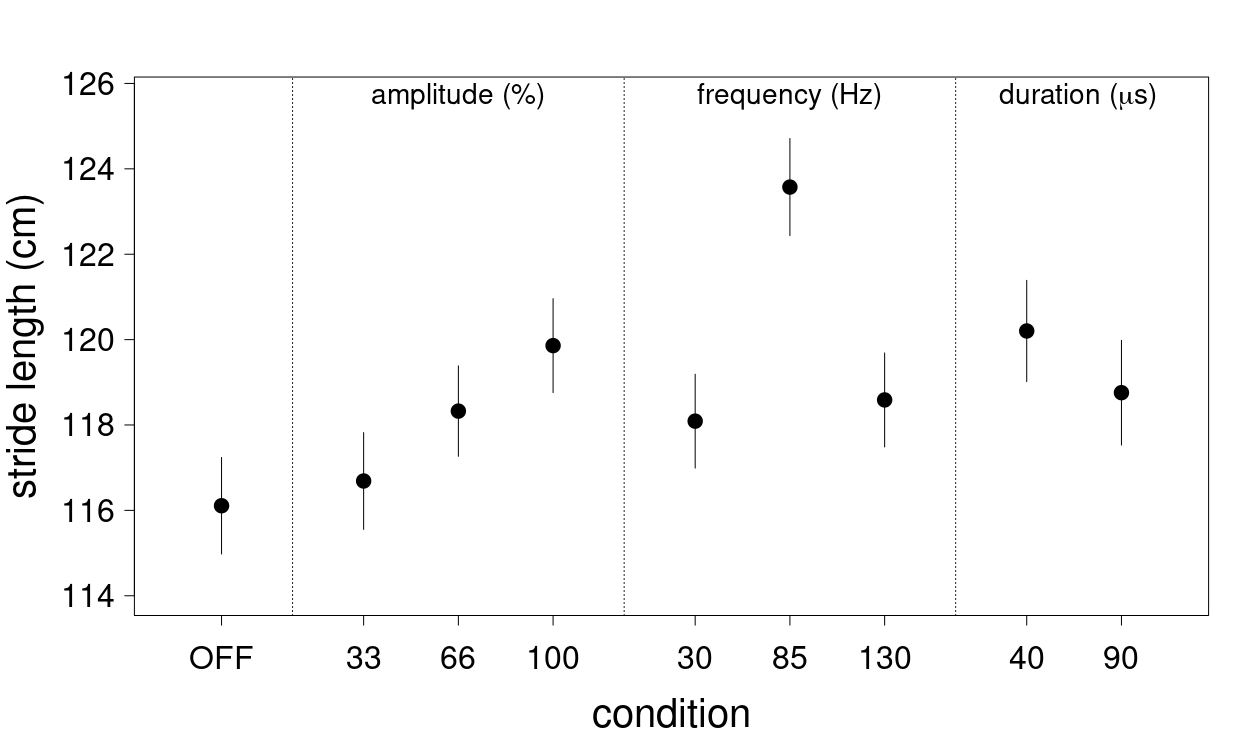 126
amplitude (%) frequency (Hz) duration (μs)
124
122
120
118
116
114
stride length (cm)
OFF 33 66 100 30 85 130 40 90
condition